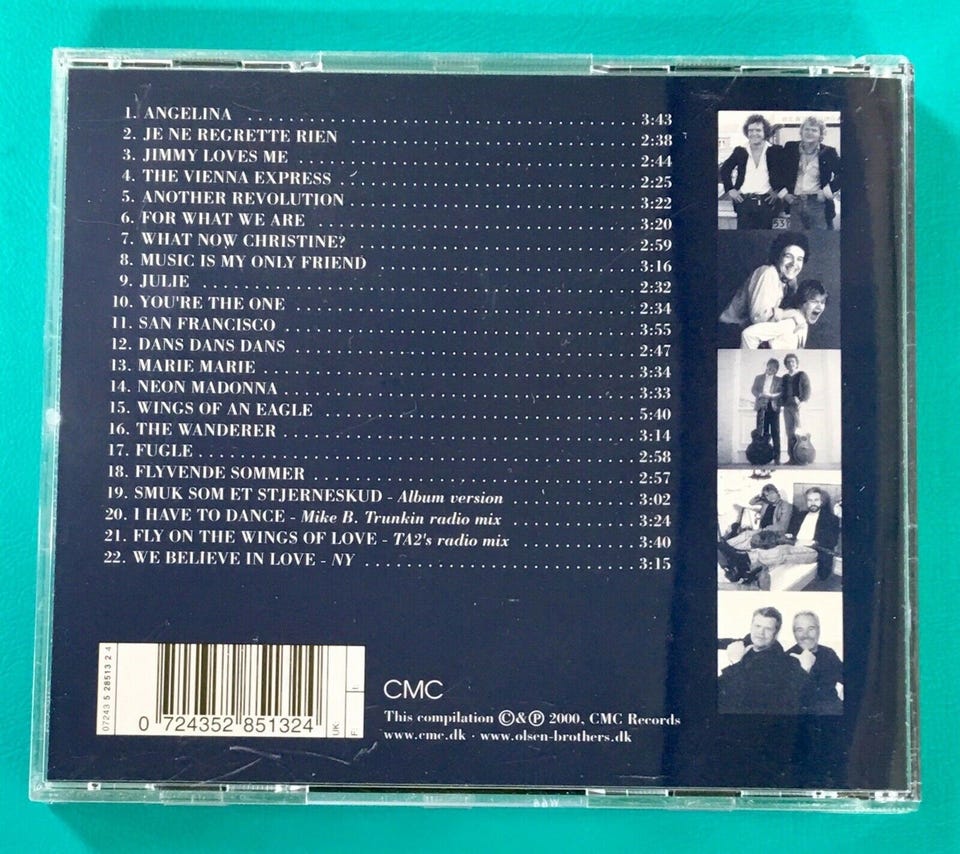 1. ANGELINA 3:43
2. JE NE REGRETTE RIEN 2:38
3. JIMMY LOVES ME 2:44
4. THE VIENNA EXPRESS 2:25
5. ANOTHER REVOLUTION 3:22
6. FOR WHAT WE ARE 3:20
7. WHAT NOW CHRISTINE? 2:59
8. MUSIC IS MY ONLY FRIEND 3:16
9. JULIE 2:32
10. YOU'RE THE ONE 2:34
11. SAN FRANCISCO 3:55
12. DANS DANS DANS 2:47
13. MARIE MARIE 3:34
14. NEON MADONNA 3:33
15. WINGS OF AN EAGLE 5:40
16. THE WANDERER 3:14
17. FUGLE 2:58
18. FLYVENDE SOMMER 2:57
19. SMUK SOM ET STJERNESKUD - Album version 3:02
20. I HAVE TO DANCE - Mike B. Trunkin radio mix 3:24
21. FLY ON THE WINGS OF LOVE - TA2's radio mix 3:40
22. WE BELIEVE IN LOVE - NY 3:15
07243 5 28513 2 4
0 724352 851324
UK
F
CMC
This compilation ©&℗ 2000, CMC Records
www.cmc.dk · www.olsen-brothers.dk